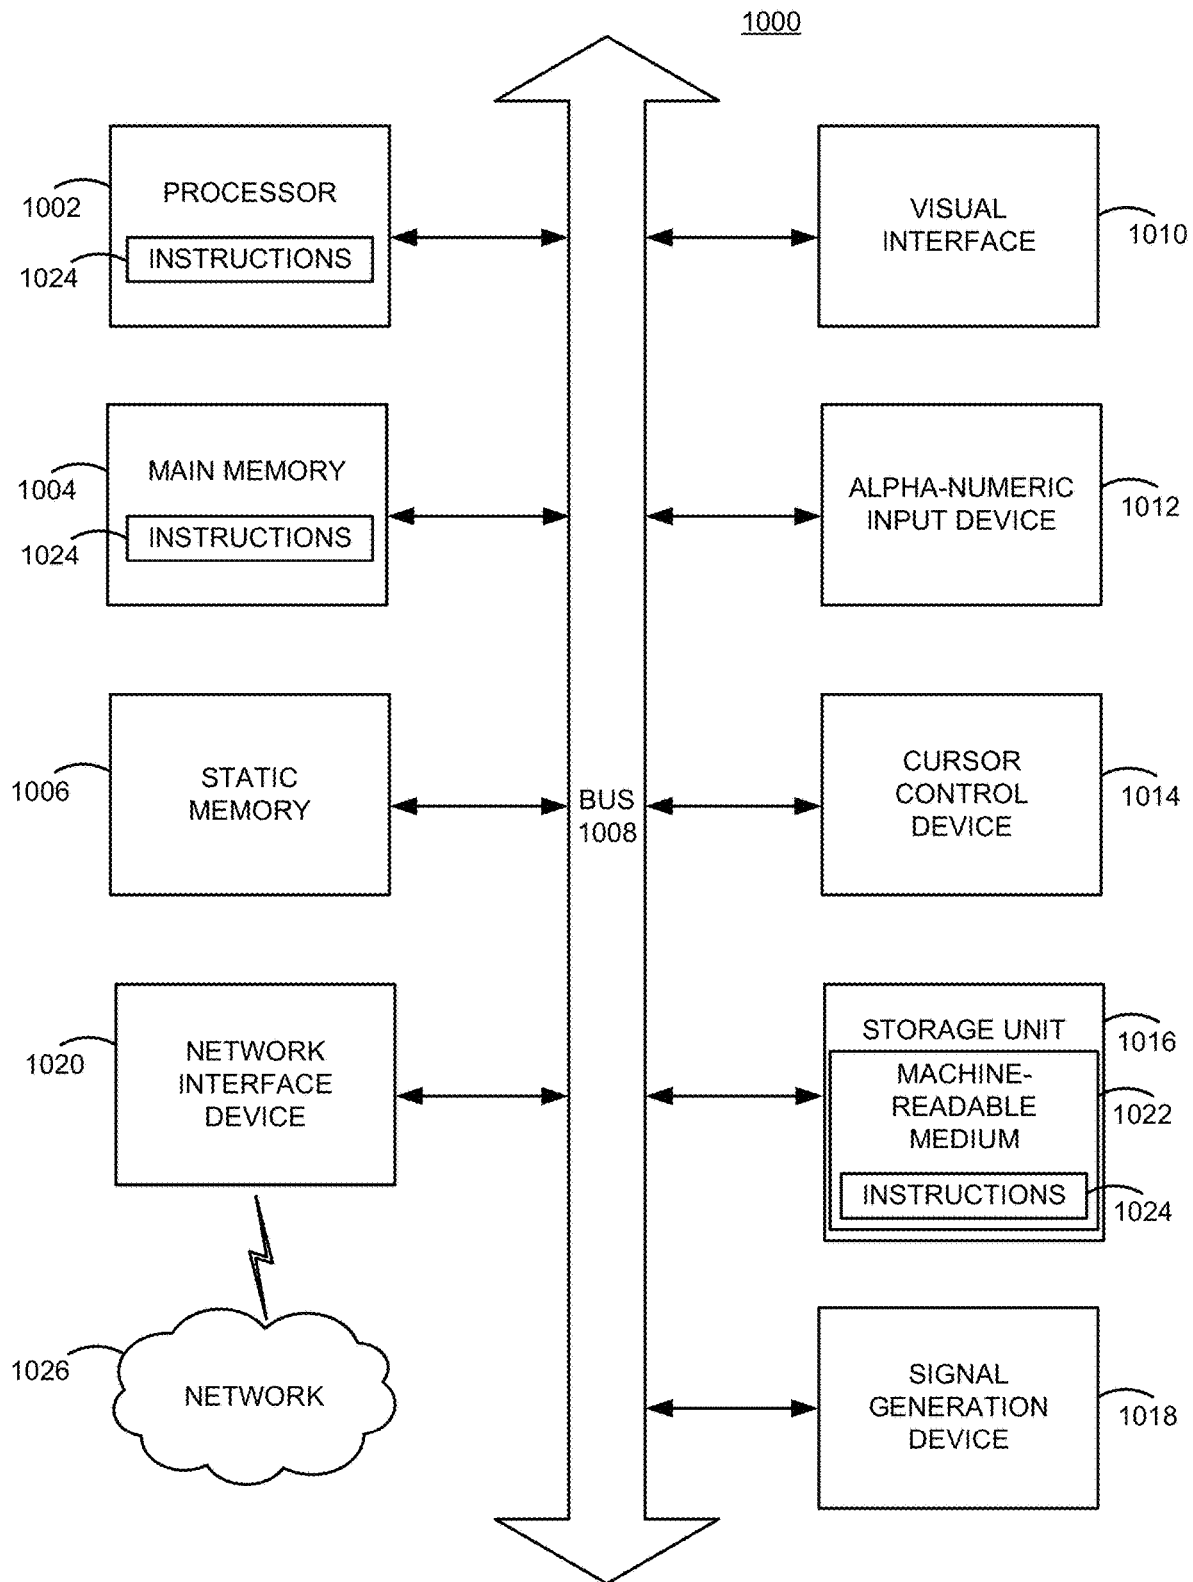 1000
PROCESSOR
1002
INSTRUCTIONS
1024
MAIN MEMORY
1004
INSTRUCTIONS
1024
STATIC
MEMORY
1006
NETWORK
INTERFACE
DEVICE
1020
NETWORK
1026
BUS
1008
VISUAL
INTERFACE
1010
ALPHA-NUMERIC
INPUT DEVICE
1012
CURSOR
CONTROL
DEVICE
1014
STORAGE UNIT
1016
MACHINE-
READABLE
MEDIUM
1022
INSTRUCTIONS
1024
SIGNAL
GENERATION
DEVICE
1018